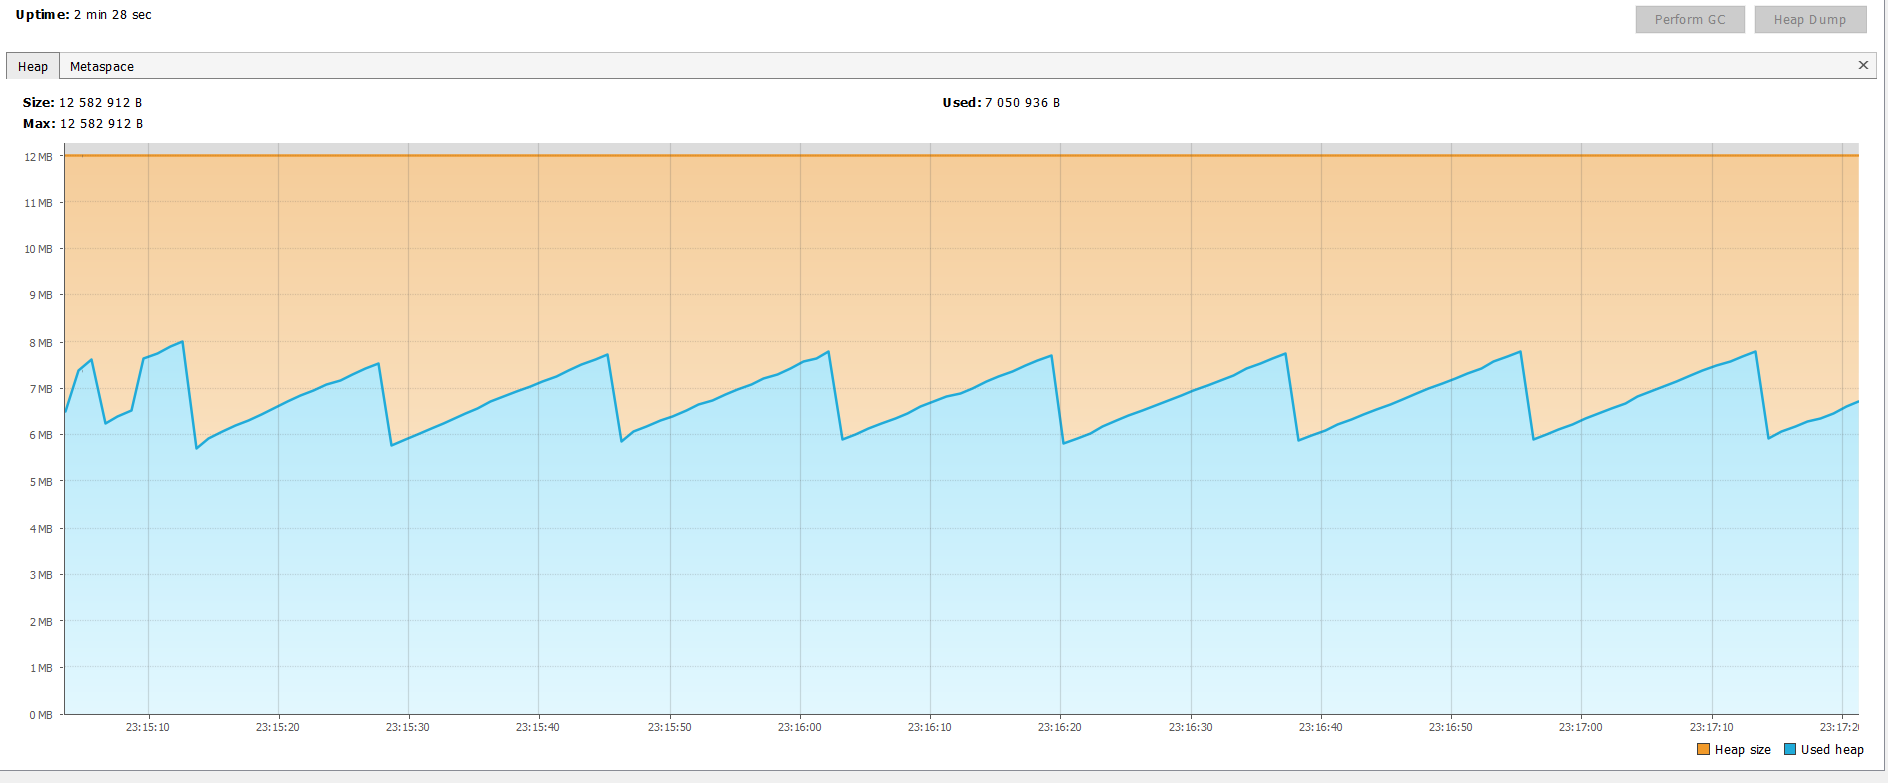 Uptime: 2 min 28 sec
Perform GC
Heap Dump
Heap
Metaspace
Size: 12 582 912 B
Used: 7 050 936 B
Max: 12 582 912 B
12 MB
11 MB
10 MB
9 MB
8 MB
7 MB
6 MB
5 MB
4 MB
3 MB
2 MB
1 MB
0 MB
23:15:10
23:15:20
23:15:30
23:15:40
23:15:50
23:16:00
23:16:10
23:16:20
23:16:30
23:16:40
23:16:50
23:17:00
23:17:10
23:17:20
Heap size
Used heap